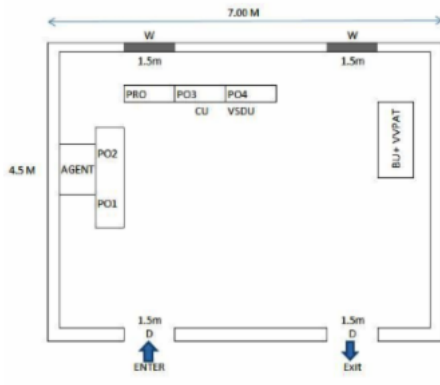 7.00 M
W W
1.5m 1.5m
PRO PO3 PO4
CU VSDU
BU+ VVPAT
PO2
4.5 M
AGENT
PO1
1.5m 1.5m
D D
ENTER Exit